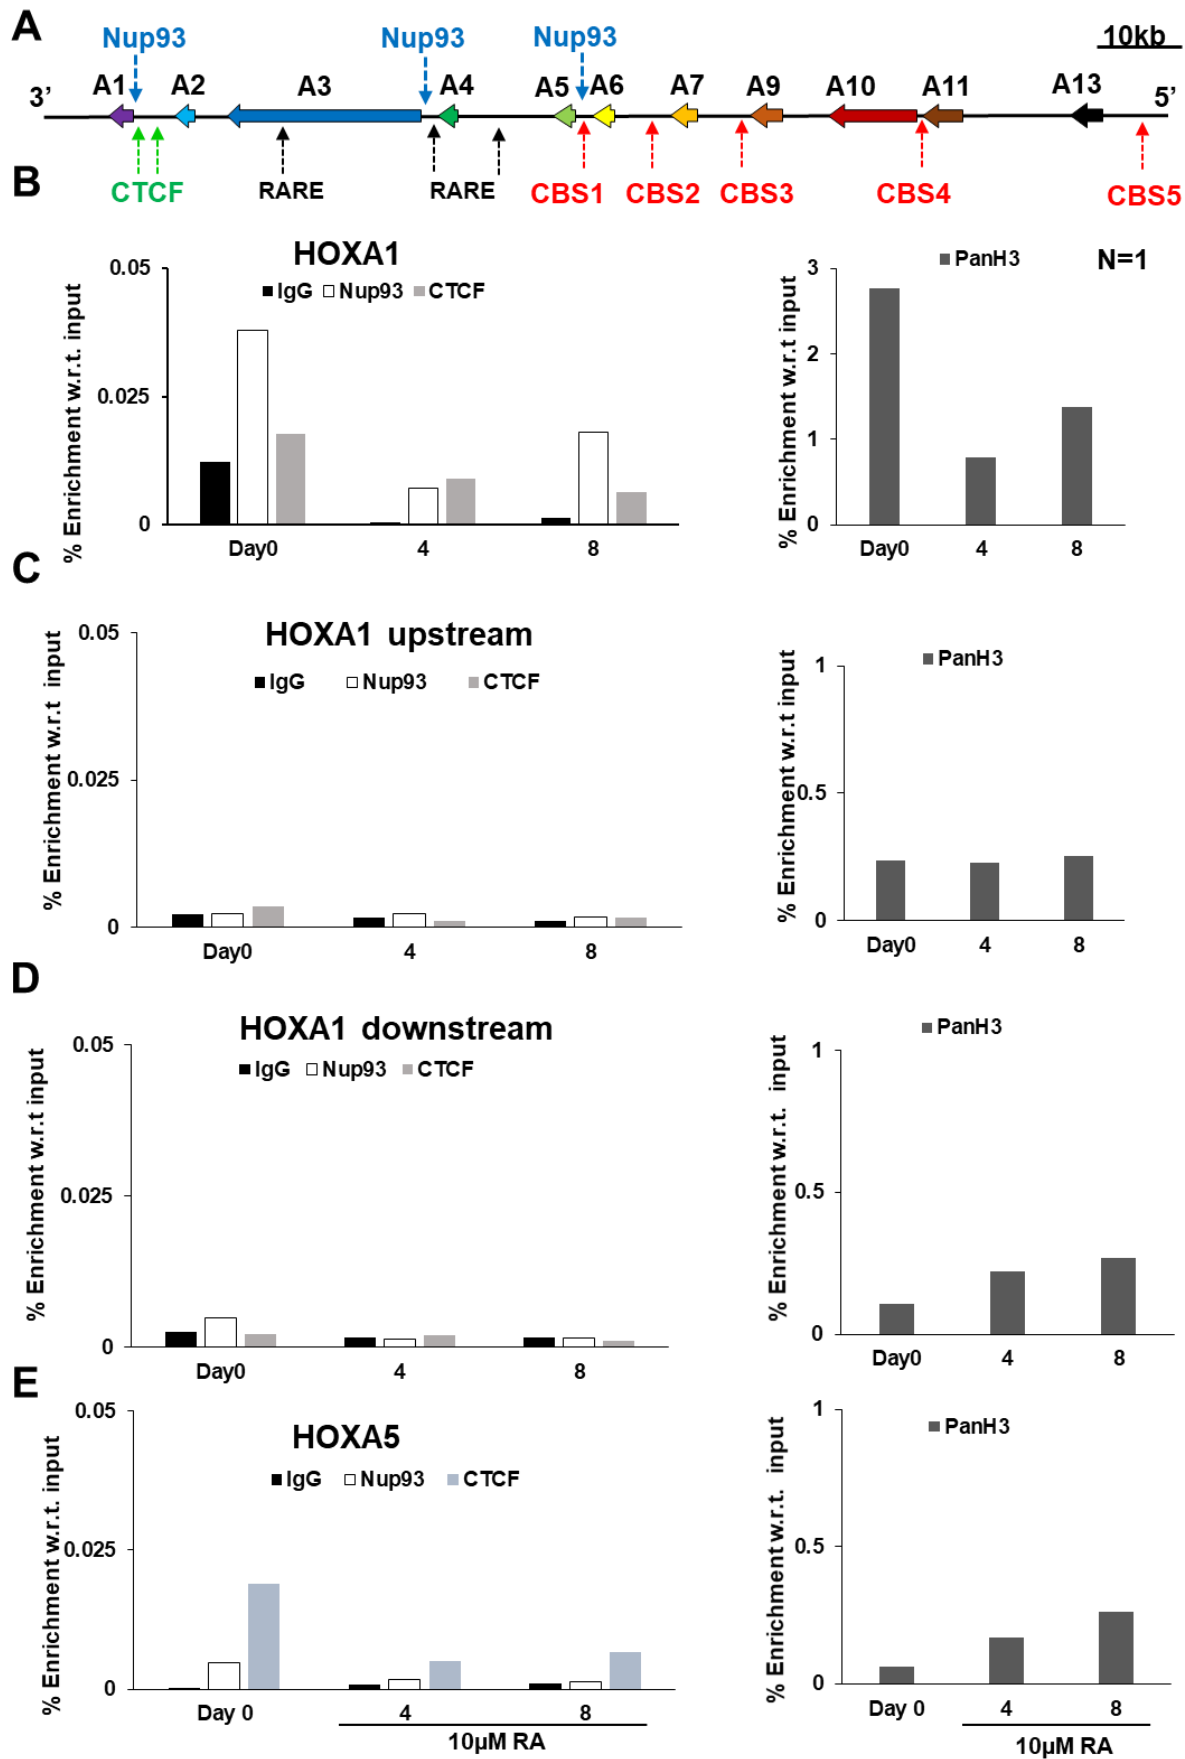 A
Nup93 Nup93 Nup93 10kb
3’ A1 A2 A3 A4 A5 A6 A7 A9 A10 A11 A13 5’
CTCF RARE RARE CBS1 CBS2 CBS3 CBS4 CBS5
B
HOXA1
IgG Nup93 CTCF
% Enrichment w.r.t. input
0.05
0.025
0
Day0 4 8
PanH3
N=1
% Enrichment w.r.t input
3
2
1
0
Day0 4 8
C
HOXA1 upstream
IgG Nup93 CTCF
% Enrichment w.r.t input
0.05
0.025
0
Day0 4 8
PanH3
% Enrichment w.r.t input
1
0.5
0
Day0 4 8
D
HOXA1 downstream
IgG Nup93 CTCF
% Enrichment w.r.t input
0.05
0.025
0
Day0 4 8
PanH3
% Enrichment w.r.t. input
1
0.5
0
Day0 4 8
E
HOXA5
IgG Nup93 CTCF
% Enrichment w.r.t. input
0.05
0.025
0
Day 0 4 8
10µM RA
PanH3
% Enrichment w.r.t. input
1
0.5
0
Day 0 4 8
10µM RA